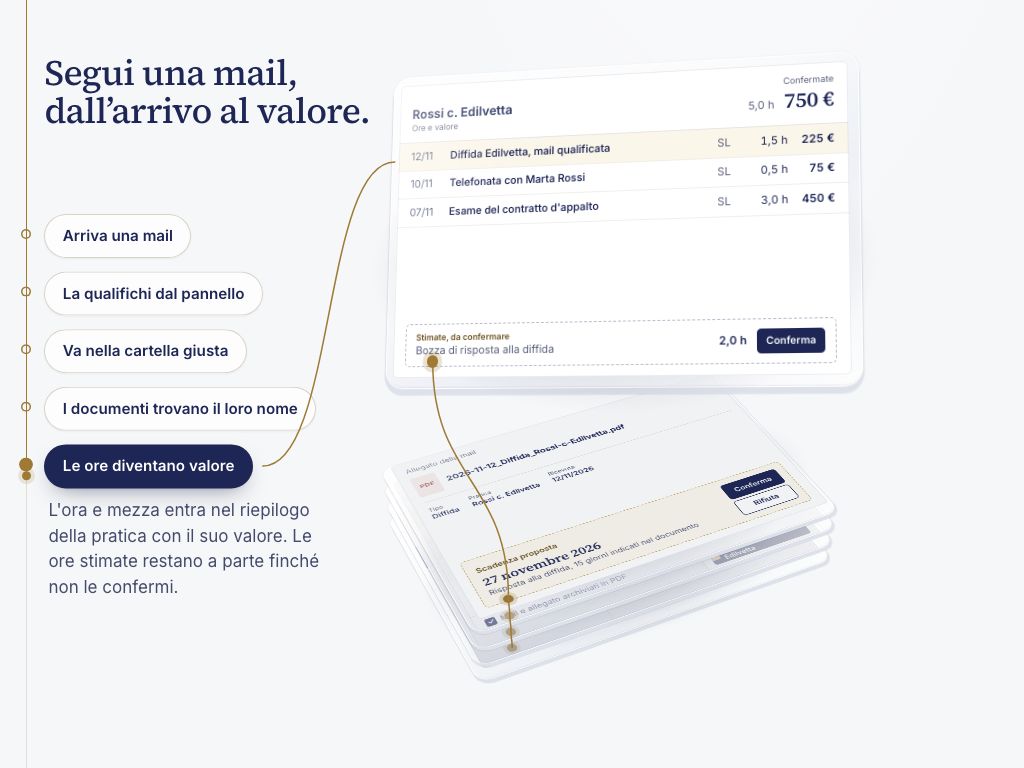 Segui una mail,
dall'arrivo al valore.
Arriva una mail
La qualifichi dal pannello
Va nella cartella giusta
I documenti trovano il loro nome
Le ore diventano valore
L'ora e mezza entra nel riepilogo
della pratica con il suo valore. Le
ore stimate restano a parte finché
non le confermi.
Rossi c. Edilvetta
Ore e valore
Confermate
5,0 h 750 €
12/11 Diffida Edilvetta, mail qualificata SL 1,5 h 225 €
10/11 Telefonata con Marta Rossi SL 0,5 h 75 €
07/11 Esame del contratto d'appalto SL 3,0 h 450 €
Stimate, da confermare
Bozza di risposta alla diffida
2,0 h Conferma
Allegato della mail
PDF 2025-11-12_Diffida_Rossi-c-Edilvetta.pdf
Tipo Pratica Ricevuta
Diffida Rossi c. Edilvetta 12/11/2026
Scadenza proposta
27 novembre 2026
Risposta alla diffida, 15 giorni indicati nel documento
Conferma
Rifiuta
e allegato archiviati in PDF
Edilvetta